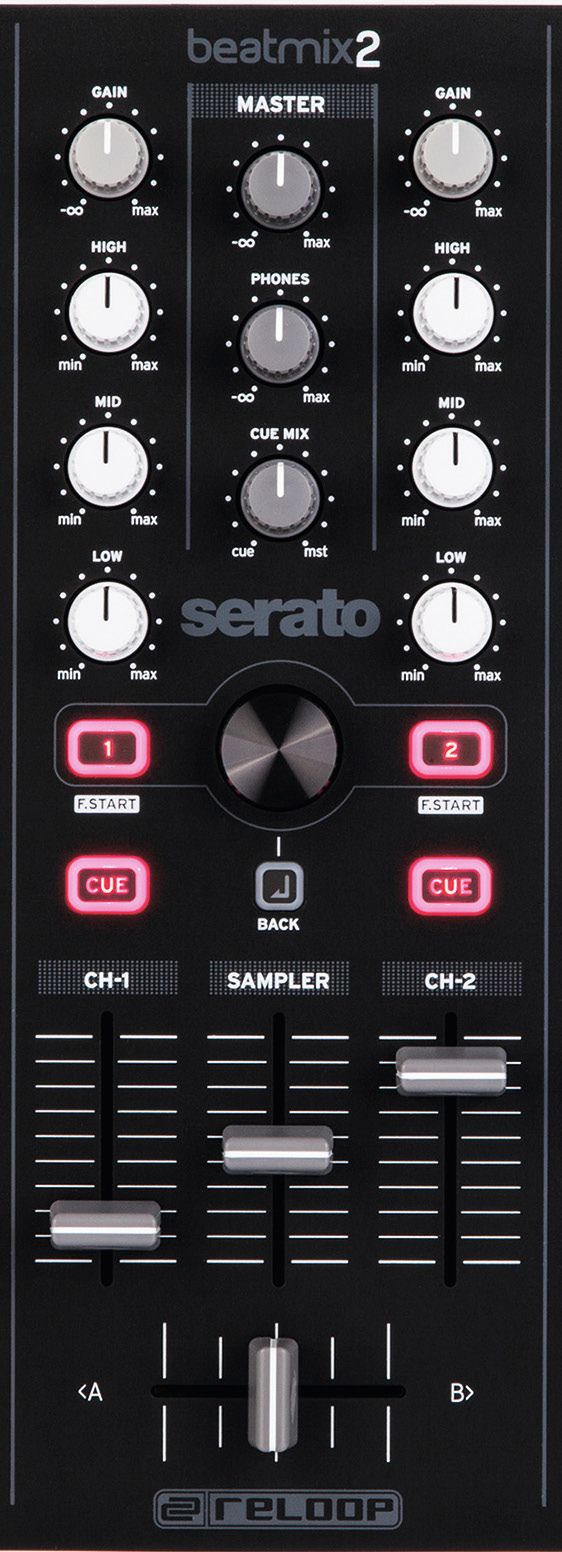 beatmix2
GAIN
MASTER
GAIN
-∞ max
-∞ max
-∞ max
HIGH
PHONES
HIGH
min max
-∞ max
min max
MID
CUE MIX
MID
min max
cue mst
min max
LOW
LOW
serato
min max
min max
1
2
F.START
F.START
CUE
CUE
BACK
CH-1
SAMPLER
CH-2
<A
B>
RELOOP